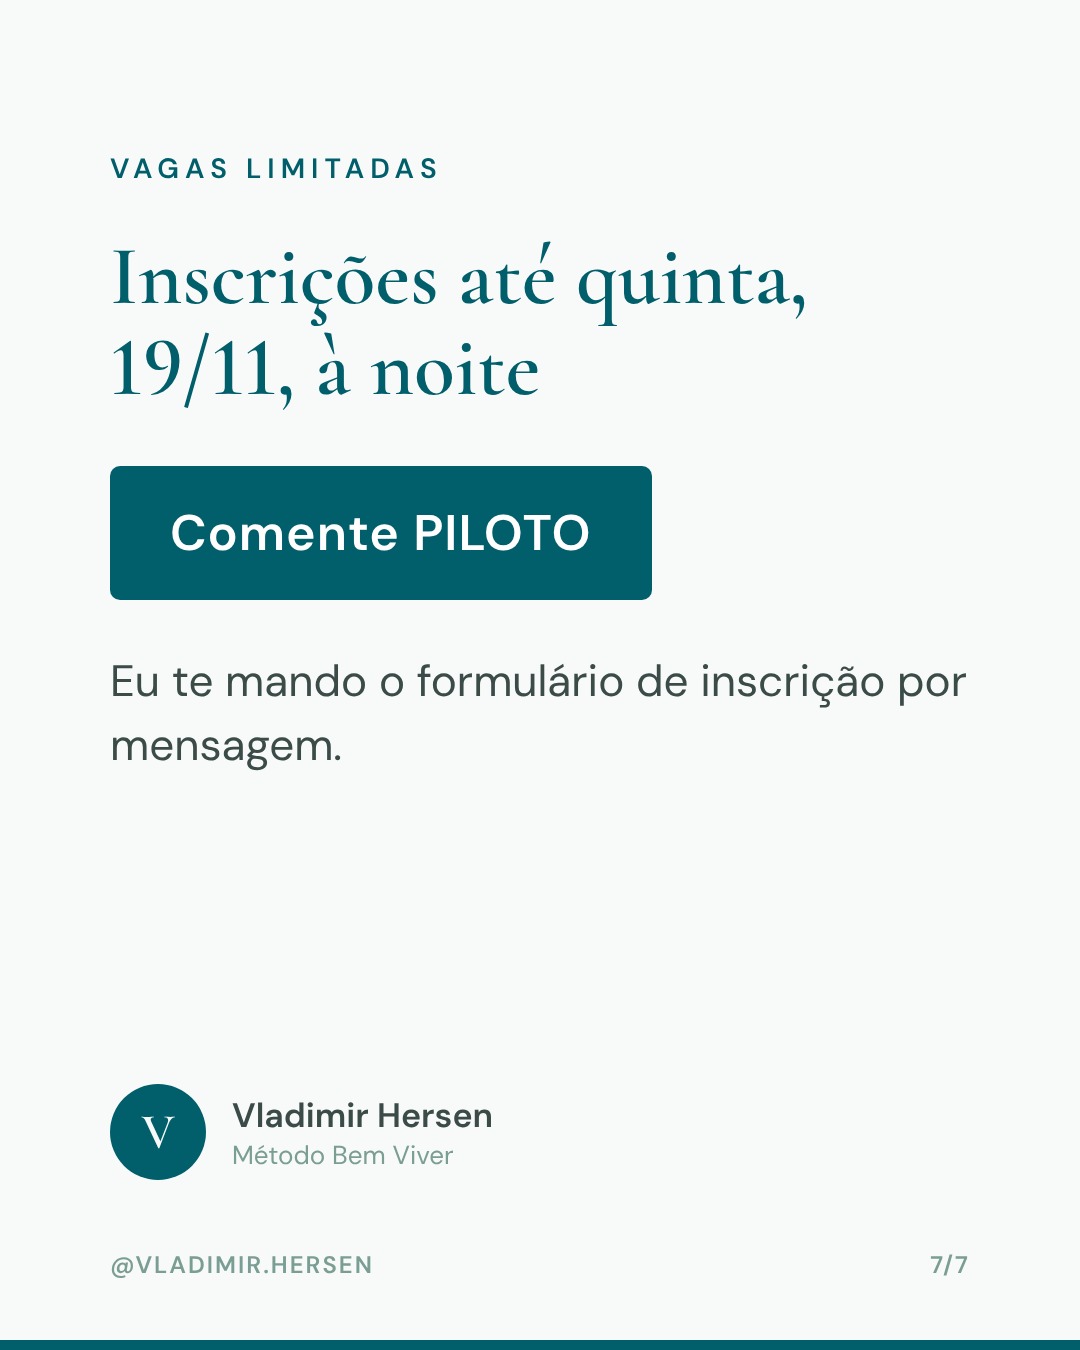 VAGAS LIMITADAS
Inscrições até quinta,
19/11, à noite
Comente PILOTO
Eu te mando o formulário de inscrição por
mensagem.
V
Vladimir Hersen
Método Bem Viver
@VLADIMIR.HERSEN
7/7